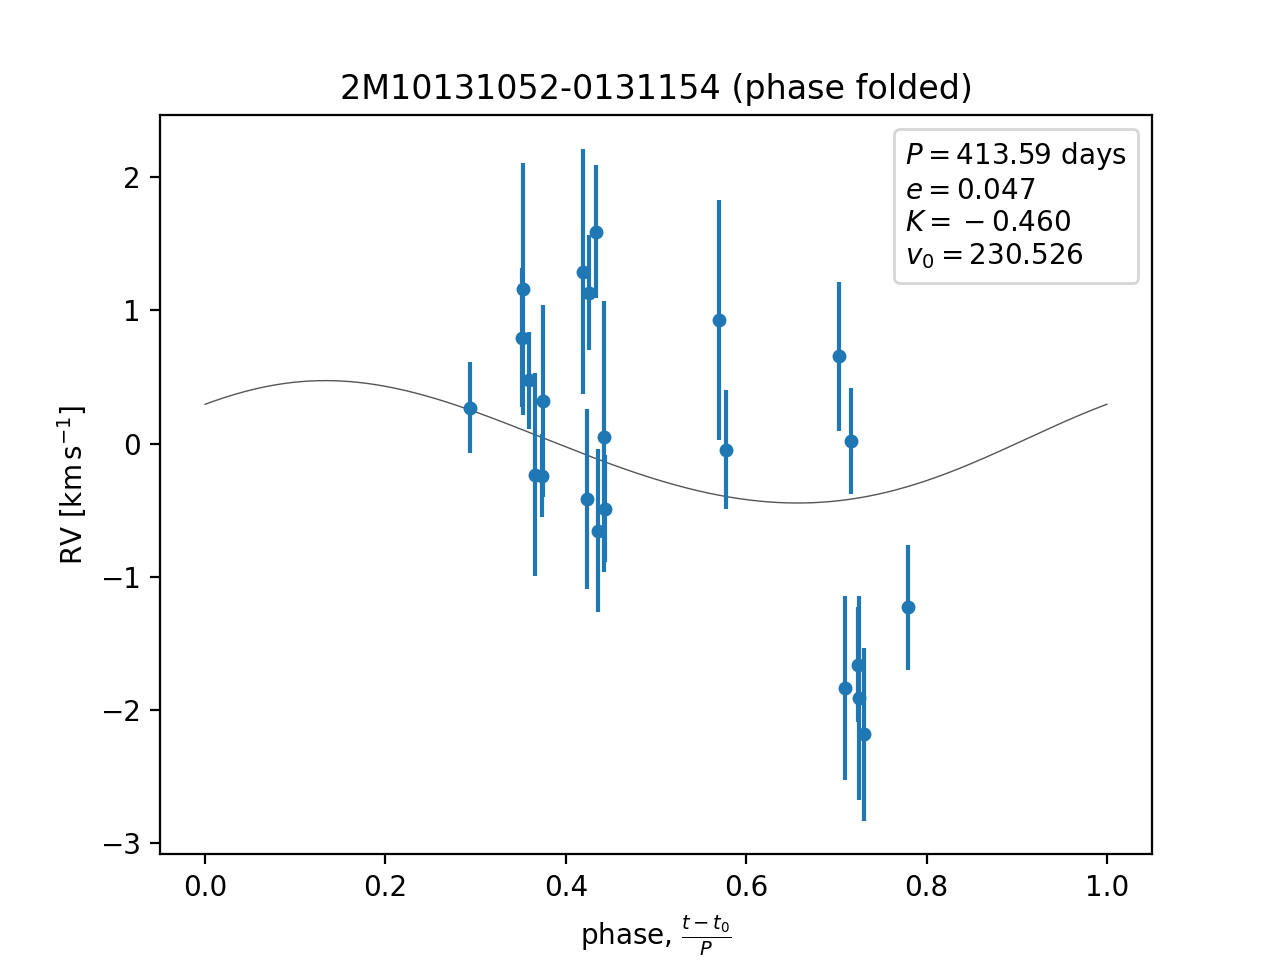 2M10131052-0131154 (phase folded)
P = 413.59 days
e = 0.047
K = −0.460
v₀ = 230.526
2
1
0
−1
−2
−3
RV [km s⁻¹]
0.0 0.2 0.4 0.6 0.8 1.0
phase, (t − t₀)/P